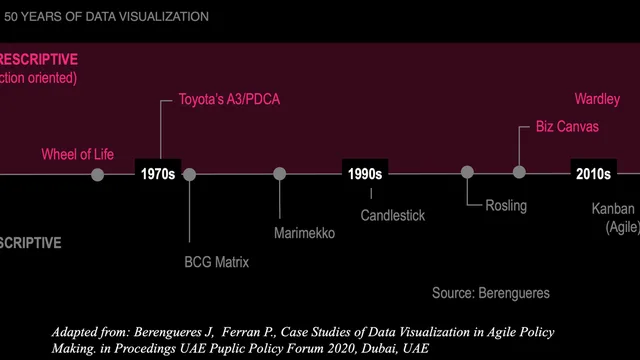 50 YEARS OF DATA VISUALIZATION
RESCRIPTIVE
ction oriented)
Toyota's A3/PDCA
Wardley
Biz Canvas
Wheel of Life
1970s
1990s
2010s
Rosling
Kanban
(Agile)
Candlestick
Marimekko
SCRIPTIVE
BCG Matrix
Source: Berengueres
Adapted from: Berengueres J,  Ferran P., Case Studies of Data Visualization in Agile Policy
Making. in Procedings UAE Puplic Policy Forum 2020, Dubai, UAE